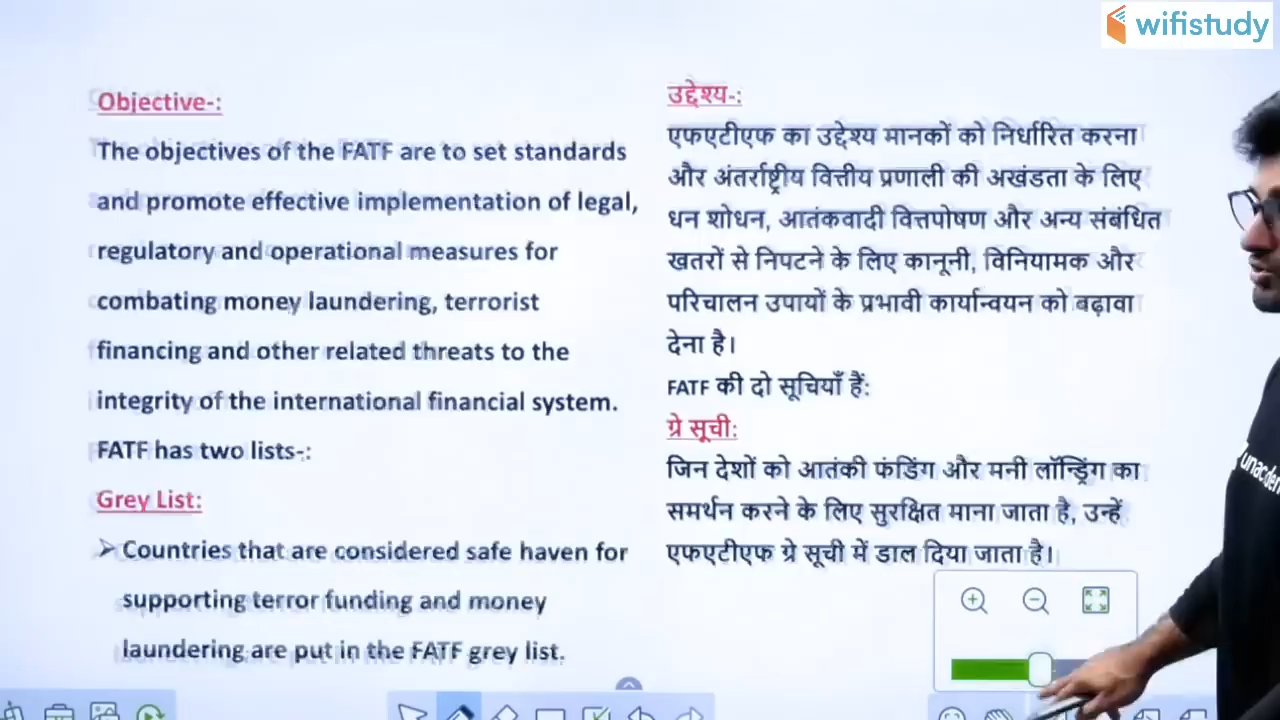 wifistudy
Objective-:
The objectives of the FATF are to set standards
and promote effective implementation of legal,
regulatory and operational measures for
combating money laundering, terrorist
financing and other related threats to the
integrity of the international financial system.
FATF has two lists-:
Grey List:
➢ Countries that are considered safe haven for
supporting terror funding and money
laundering are put in the FATF grey list.
उद्देश्य-:
एफएटीएफ का उद्देश्य मानकों को निर्धारित करना
और अंतर्राष्ट्रीय वित्तीय प्रणाली की अखंडता के लिए
धन शोधन, आतंकवादी वित्तपोषण और अन्य संबंधित
खतरों से निपटने के लिए कानूनी, विनियामक और
परिचालन उपायों के प्रभावी कार्यान्वयन को बढ़ावा
देना है।
FATF की दो सूचियाँ हैं:
ग्रे सूची:
जिन देशों को आतंकी फंडिंग और मनी लॉन्ड्रिंग का
समर्थन करने के लिए सुरक्षित माना जाता है, उन्हें
एफएटीएफ ग्रे सूची में डाल दिया जाता है।